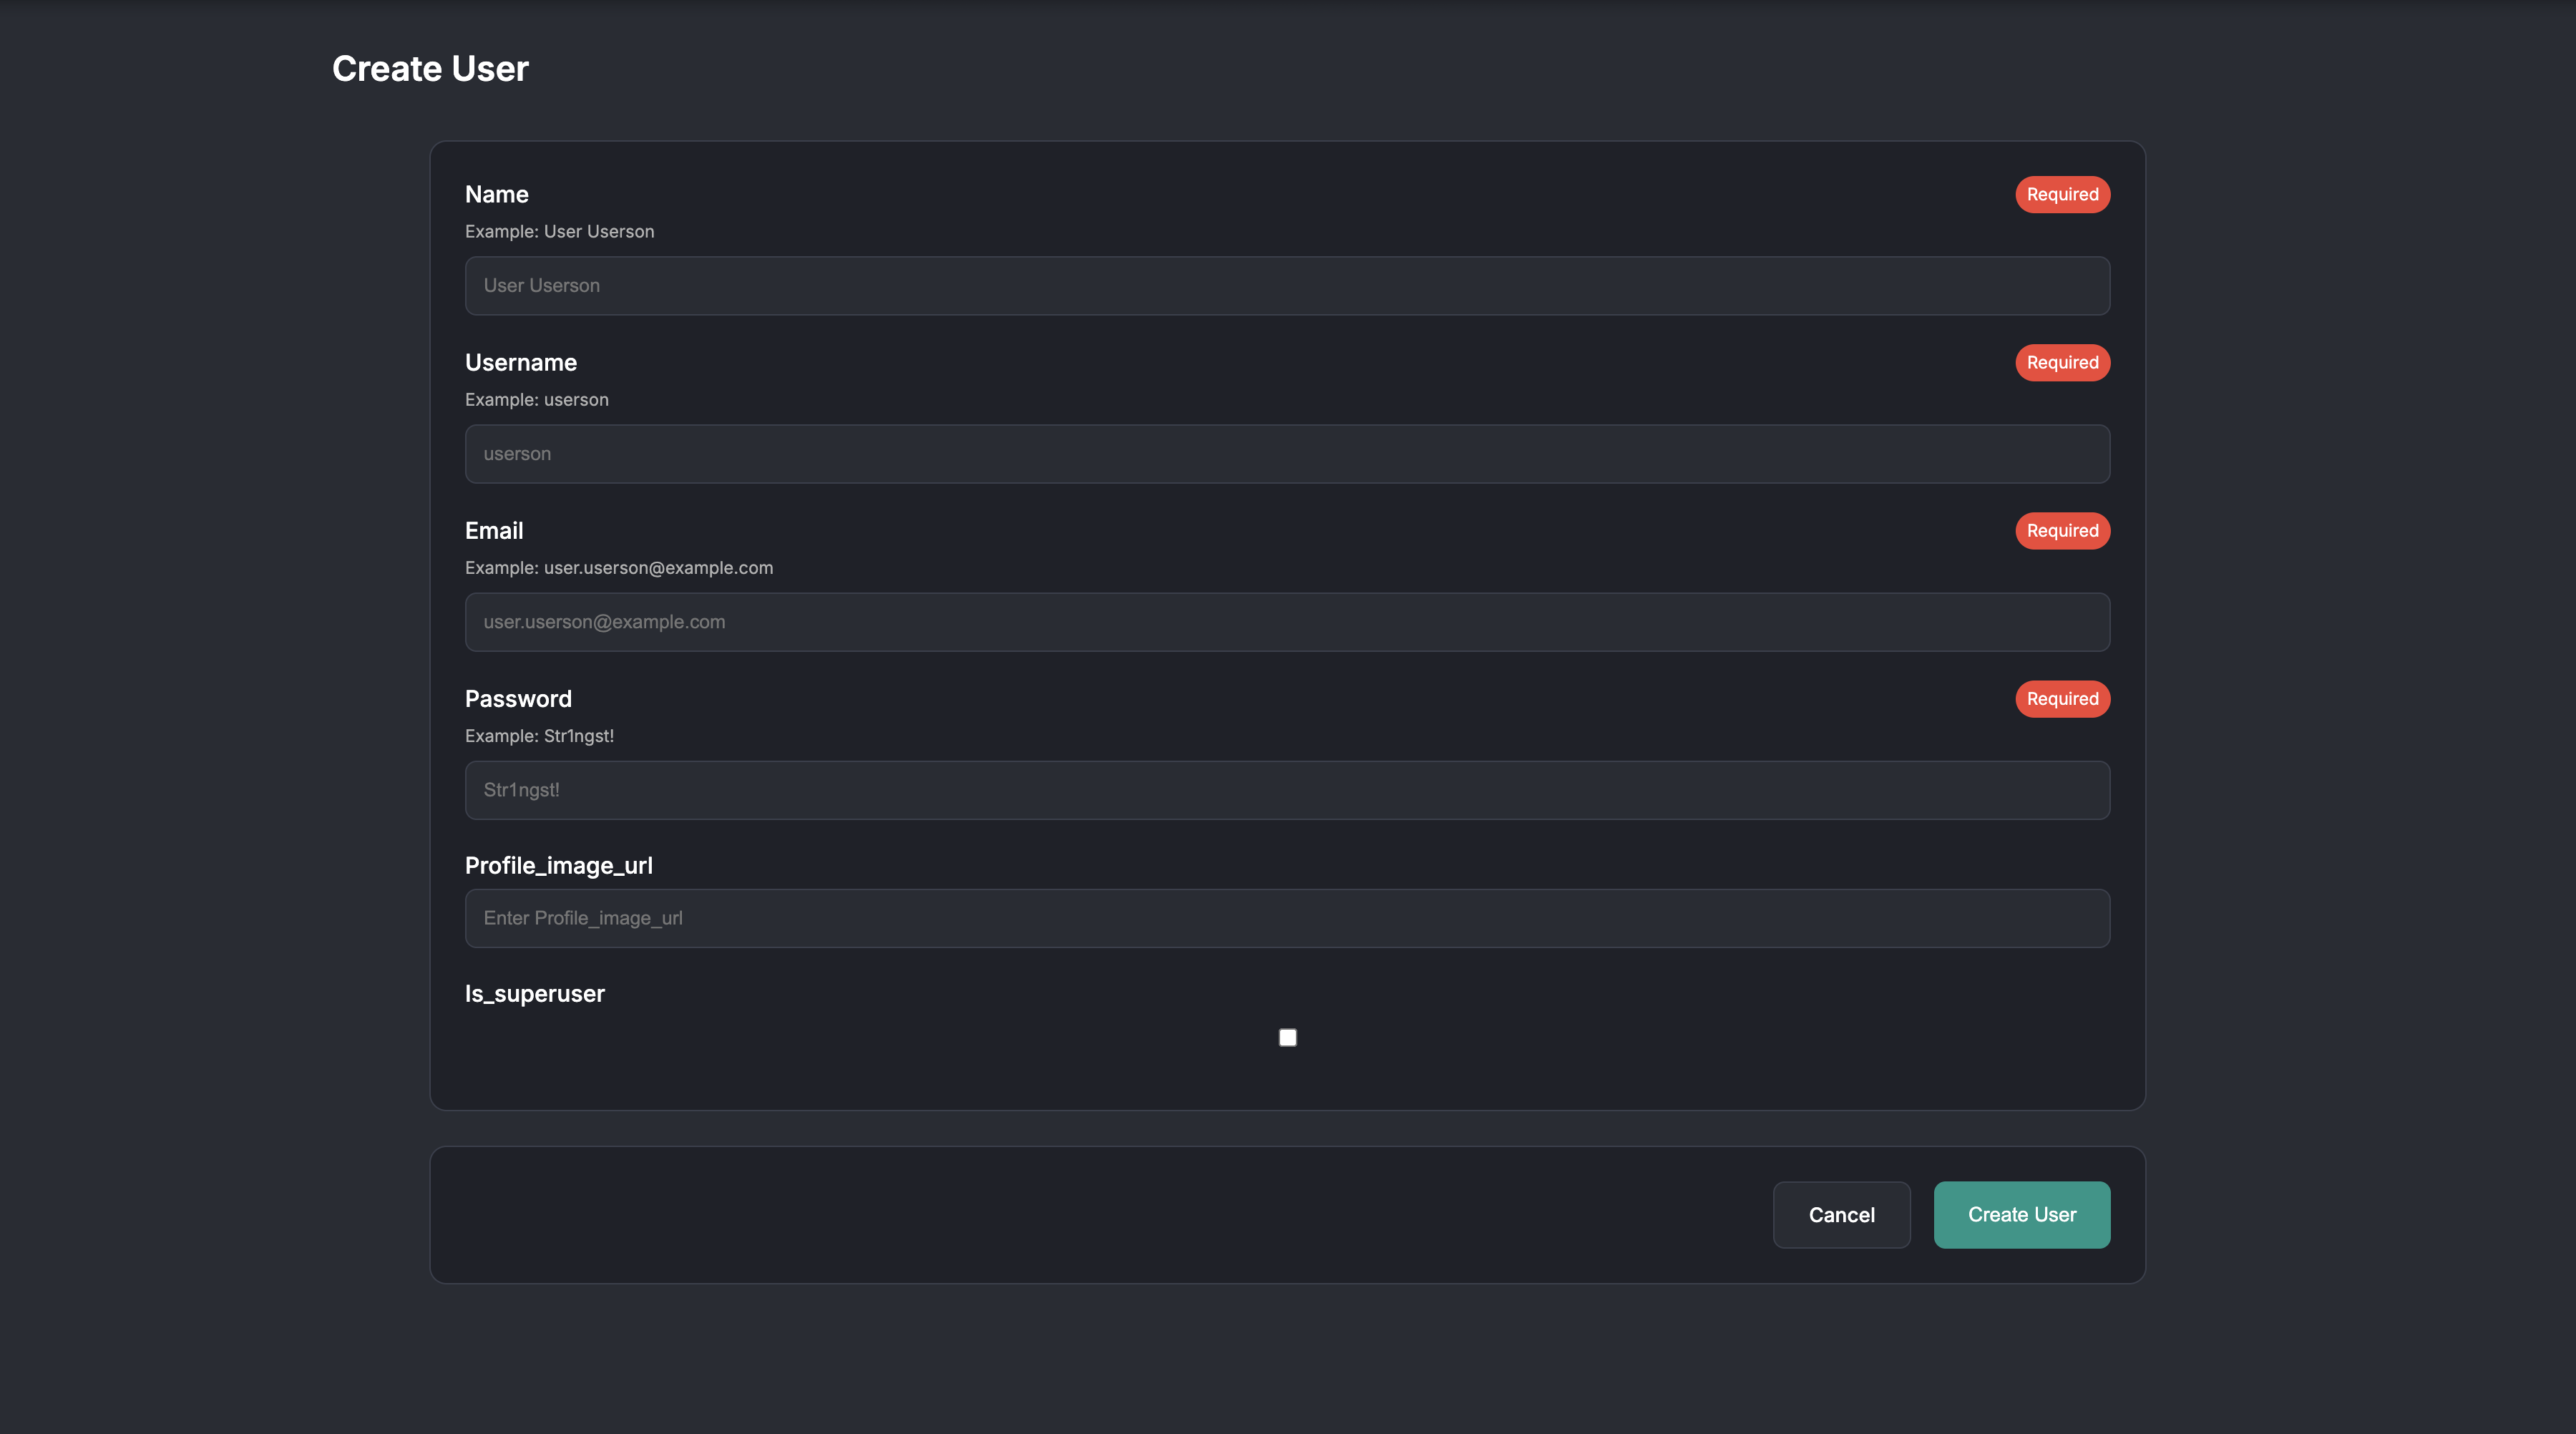 Create User
Name
Required
Example: User Userson
User Userson
Username
Required
Example: userson
userson
Email
Required
Example: user.userson@example.com
user.userson@example.com
Password
Required
Example: Str1ngst!
Str1ngst!
Profile_image_url
Enter Profile_image_url
Is_superuser
Cancel
Create User